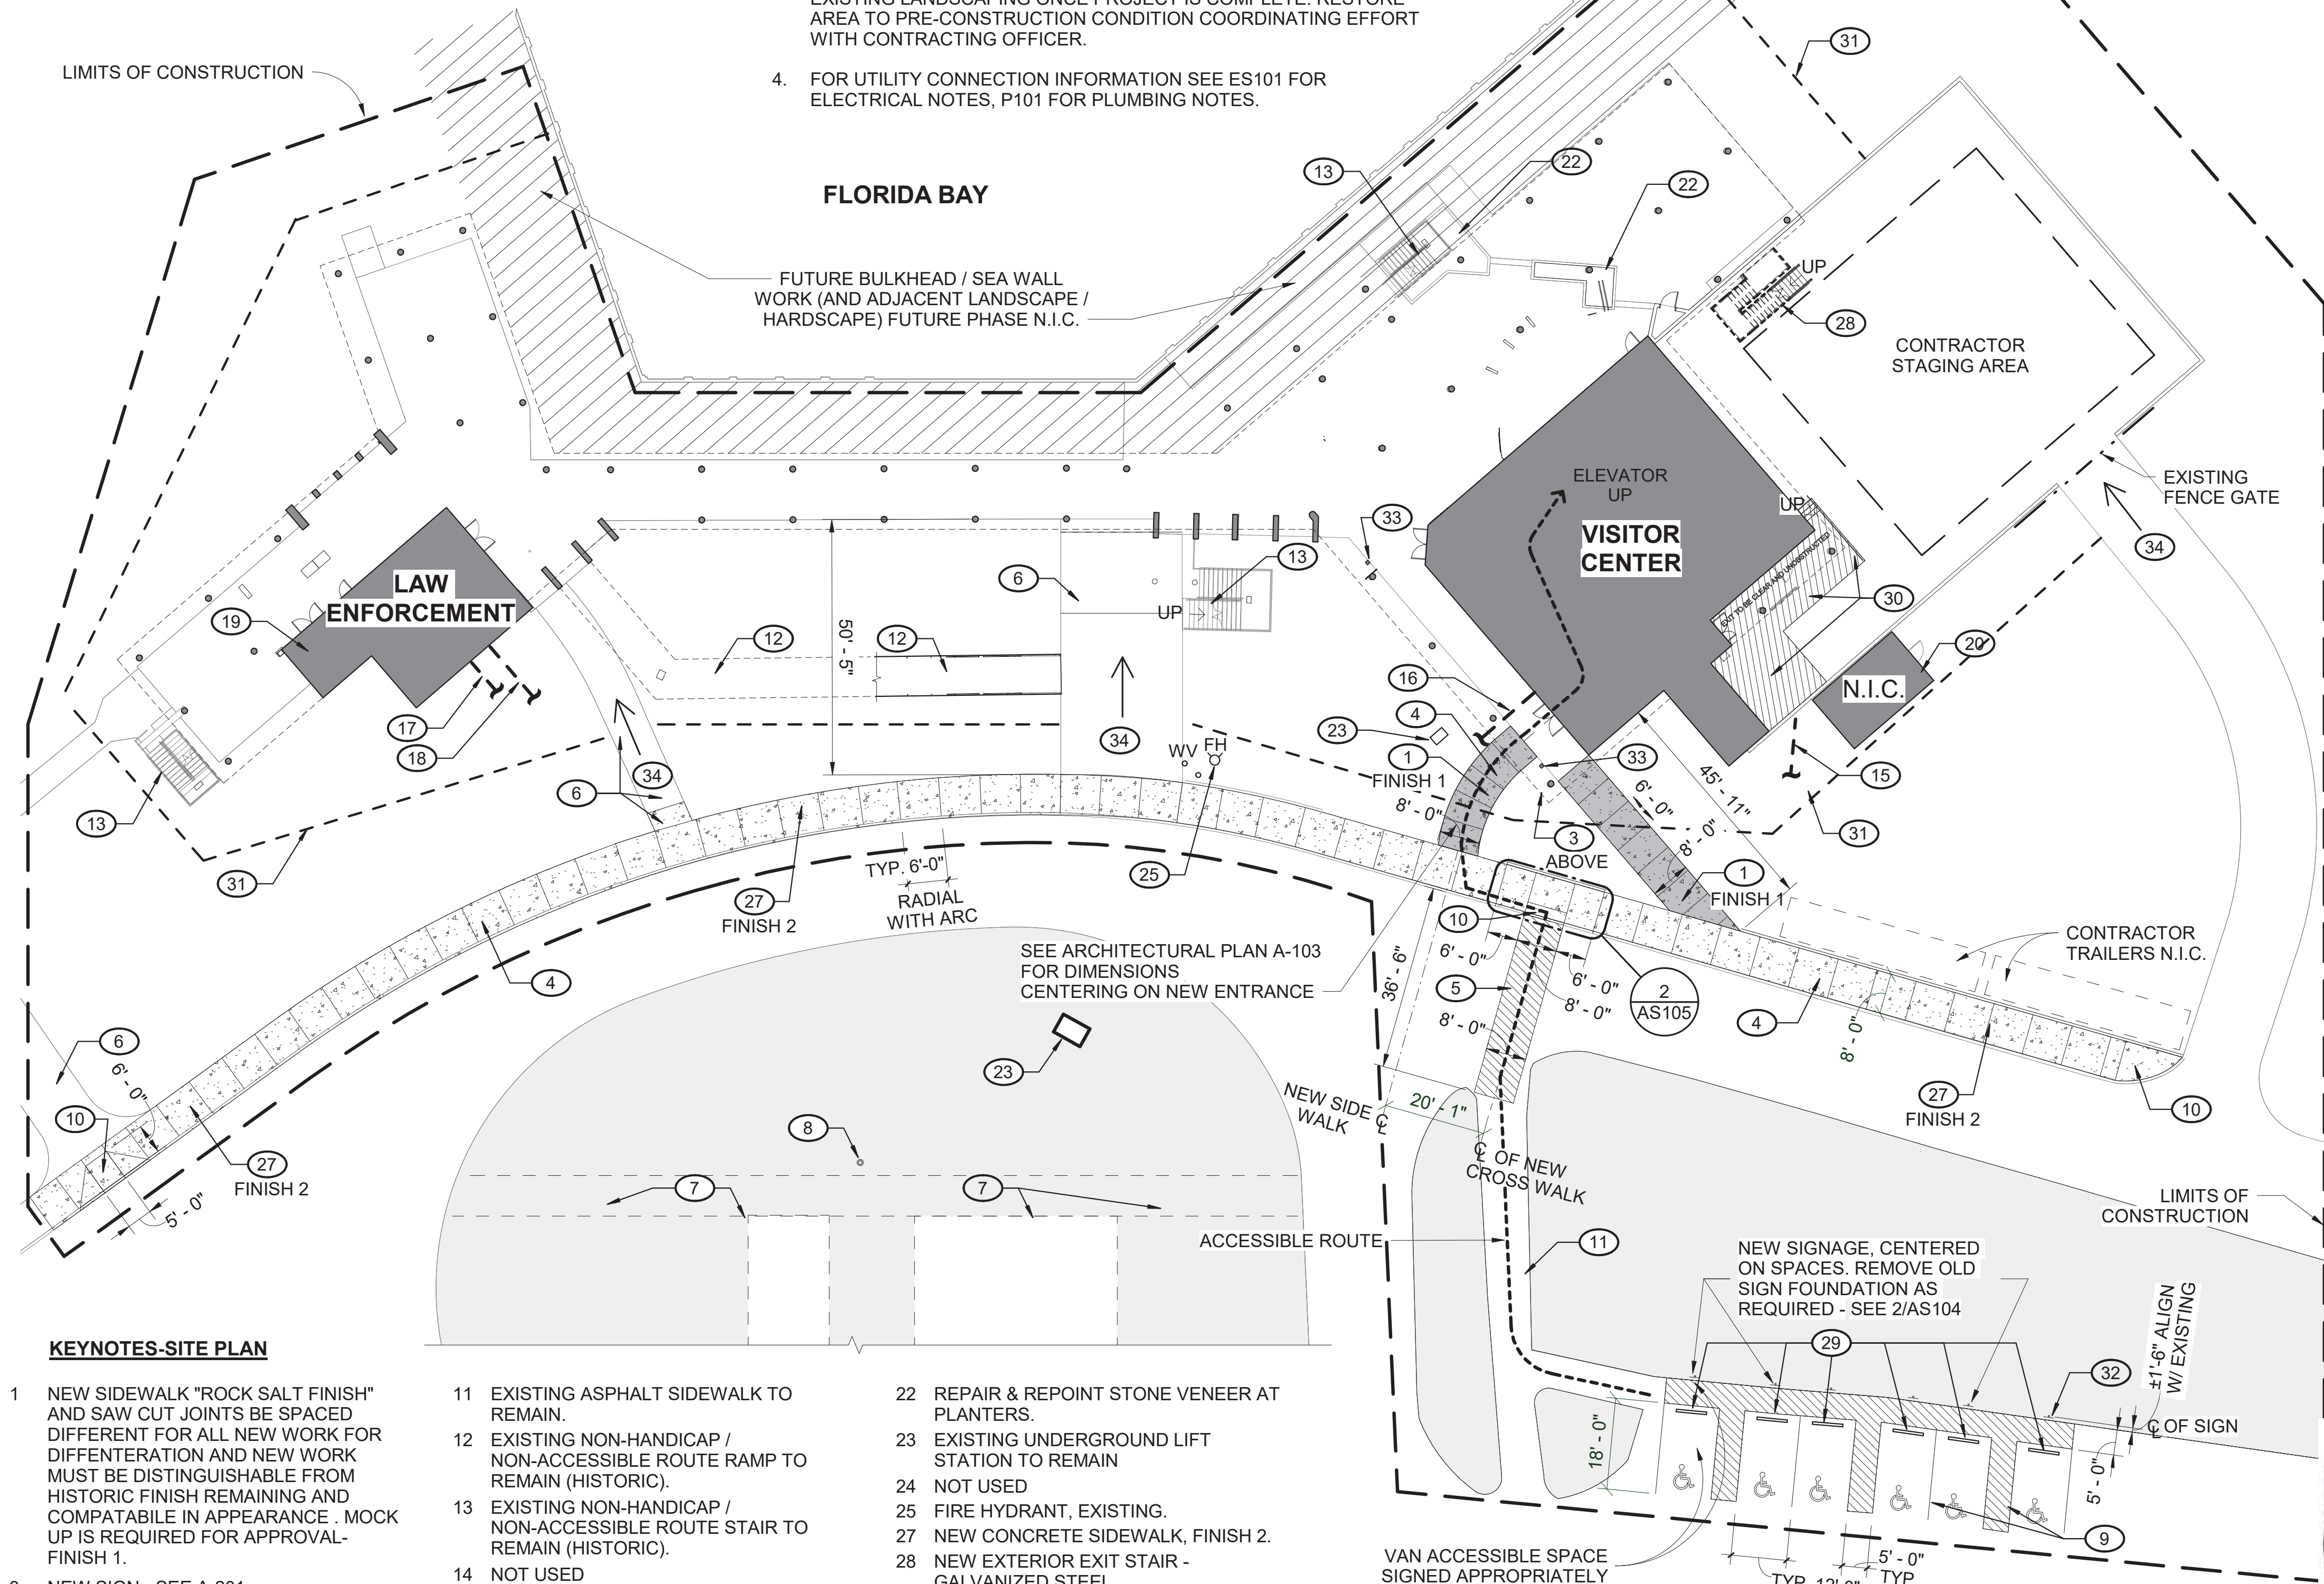 EXISTING LANDSCAPING ONCE PROJECT IS COMPLETE. RESTORE
AREA TO PRE-CONSTRUCTION CONDITION COORDINATING EFFORT
WITH CONTRACTING OFFICER.
4. FOR UTILITY CONNECTION INFORMATION SEE ES101 FOR
ELECTRICAL NOTES, P101 FOR PLUMBING NOTES.
LIMITS OF CONSTRUCTION
31
FLORIDA BAY
13
22
22
FUTURE BULKHEAD / SEA WALL
WORK (AND ADJACENT LANDSCAPE /
HARDSCAPE) FUTURE PHASE N.I.C.
UP
28
CONTRACTOR
STAGING AREA
EXISTING
FENCE GATE
34
ELEVATOR
UP
VISITOR
CENTER
UP
EXIT TO BE CLEAR AND UNOBSTRUCTED
30
20
N.I.C.
33
13
6
UP
LAW
ENFORCEMENT
19
12
12
50' - 5"
17
18
34
34
6
WV
FH
16
4
23
1
FINISH 1
8' - 0"
33
3
ABOVE
45' - 11"
6' - 0"
8' - 0"
1
FINISH 1
15
31
13
31
TYP. 6'-0"
RADIAL
WITH ARC
27
FINISH 2
25
4
SEE ARCHITECTURAL PLAN A-103
FOR DIMENSIONS
CENTERING ON NEW ENTRANCE
10
6' - 0"
6' - 0"
8' - 0"
5
8' - 0"
36' - 6"
2
AS105
4
8' - 0"
CONTRACTOR
TRAILERS N.I.C.
27
FINISH 2
10
6
6' - 0"
10
27
FINISH 2
5' - 0"
23
8
7
7
NEW SIDE
WALK
℄
20' - 1"
℄ OF NEW
CROSS WALK
ACCESSIBLE ROUTE
11
LIMITS OF
CONSTRUCTION
NEW SIGNAGE, CENTERED
ON SPACES. REMOVE OLD
SIGN FOUNDATION AS
REQUIRED - SEE 2/AS104
29
32
±1'-6" ALIGN
W/ EXISTING
℄ OF SIGN
18' - 0"
5' - 0"
9
VAN ACCESSIBLE SPACE
SIGNED APPROPRIATELY
5' - 0"
TYP
TYP. 12'-0"
KEYNOTES-SITE PLAN
1 NEW SIDEWALK "ROCK SALT FINISH"
AND SAW CUT JOINTS BE SPACED
DIFFERENT FOR ALL NEW WORK FOR
DIFFENTERATION AND NEW WORK
MUST BE DISTINGUISHABLE FROM
HISTORIC FINISH REMAINING AND
COMPATABILE IN APPEARANCE . MOCK
UP IS REQUIRED FOR APPROVAL-
FINISH 1.
11 EXISTING ASPHALT SIDEWALK TO
REMAIN.
12 EXISTING NON-HANDICAP /
NON-ACCESSIBLE ROUTE RAMP TO
REMAIN (HISTORIC).
13 EXISTING NON-HANDICAP /
NON-ACCESSIBLE ROUTE STAIR TO
REMAIN (HISTORIC).
14 NOT USED
22 REPAIR & REPOINT STONE VENEER AT
PLANTERS.
23 EXISTING UNDERGROUND LIFT
STATION TO REMAIN
24 NOT USED
25 FIRE HYDRANT, EXISTING.
27 NEW CONCRETE SIDEWALK, FINISH 2.
28 NEW EXTERIOR EXIT STAIR -
GALVANIZED STEEL